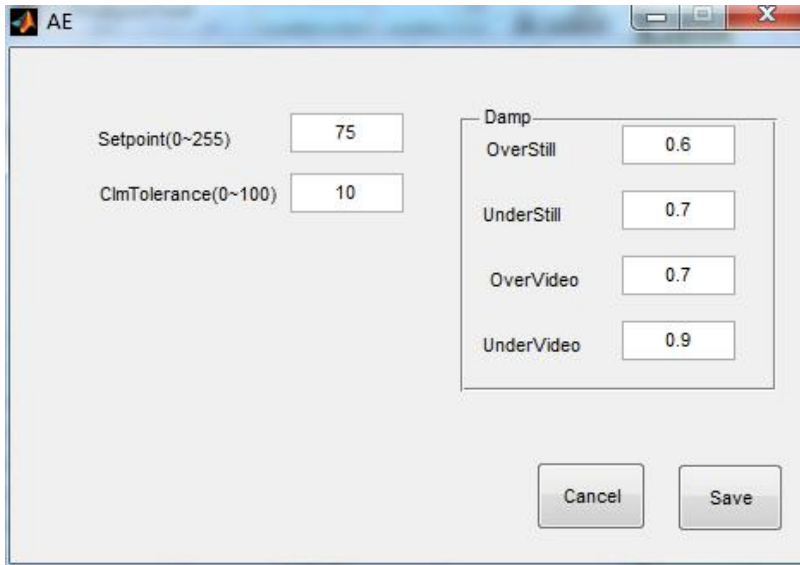 AE
Setpoint(0~255) 75
ClmTolerance(0~100) 10
Damp
OverStill 0.6
UnderStill 0.7
OverVideo 0.7
UnderVideo 0.9
Cancel Save